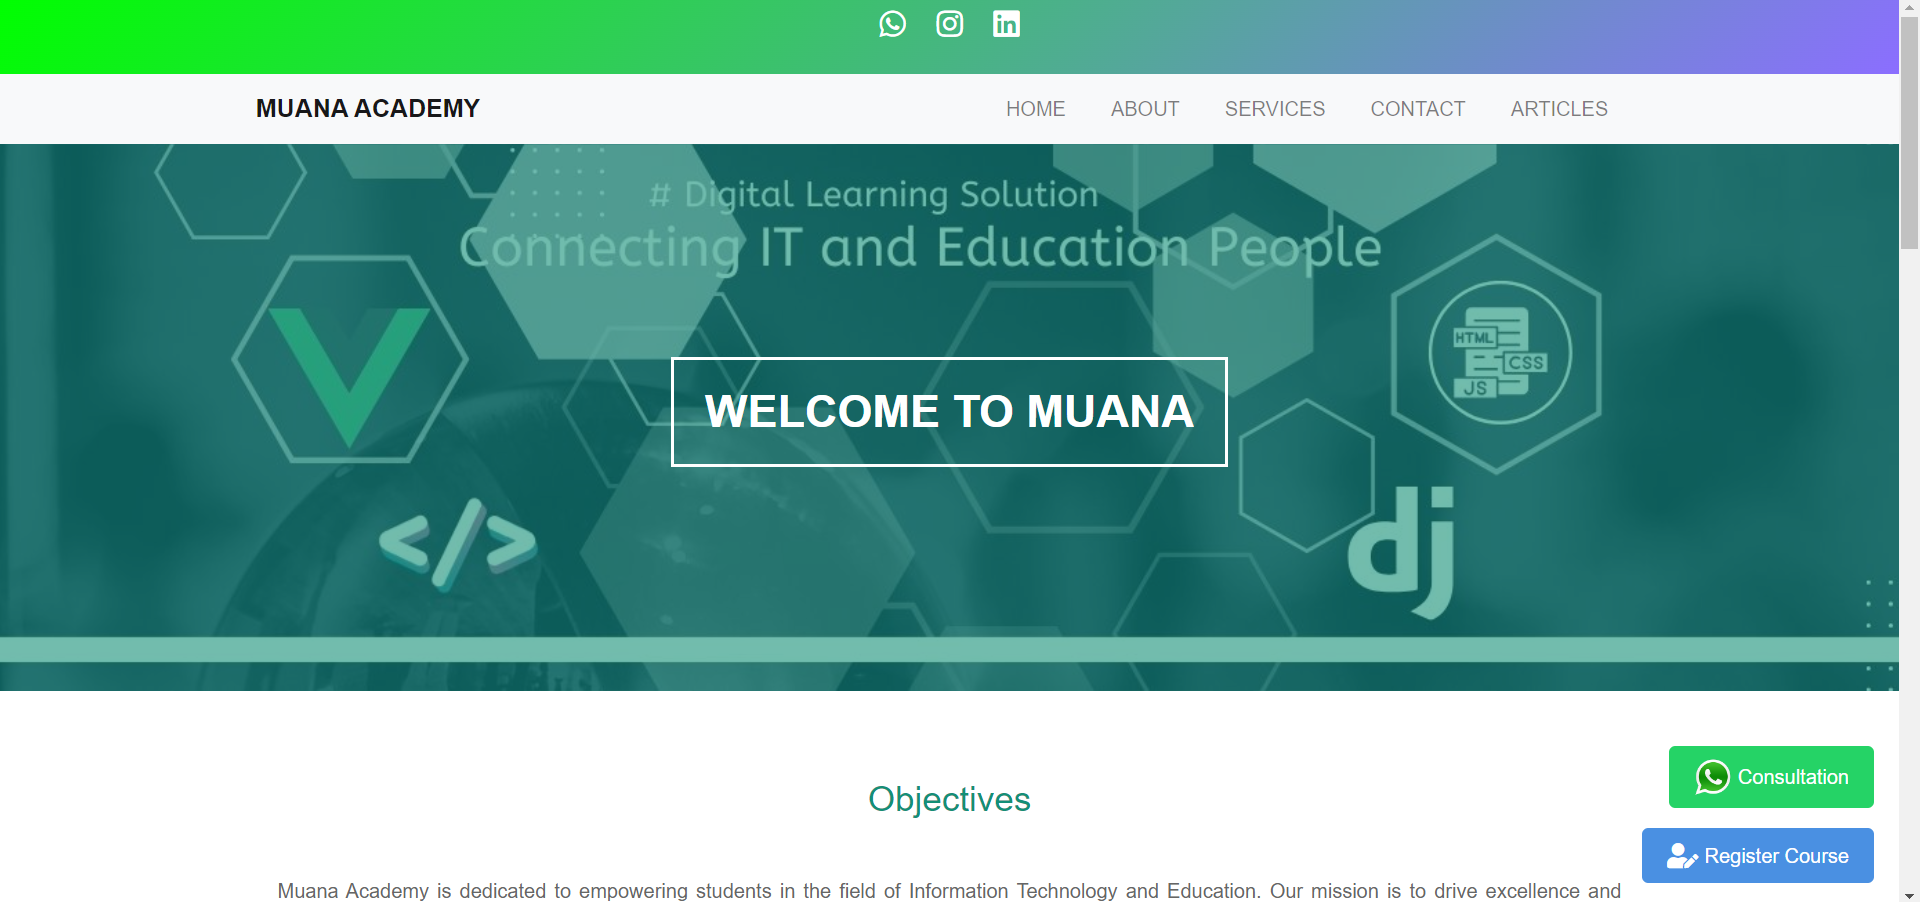 MUANA ACADEMY
HOME ABOUT SERVICES CONTACT ARTICLES
# Digital Learning Solution
Connecting IT and Education People
HTML
CSS
JS
WELCOME TO MUANA
</>
dj
Objectives
Consultation
Register Course
Muana Academy is dedicated to empowering students in the field of Information Technology and Education. Our mission is to drive excellence and